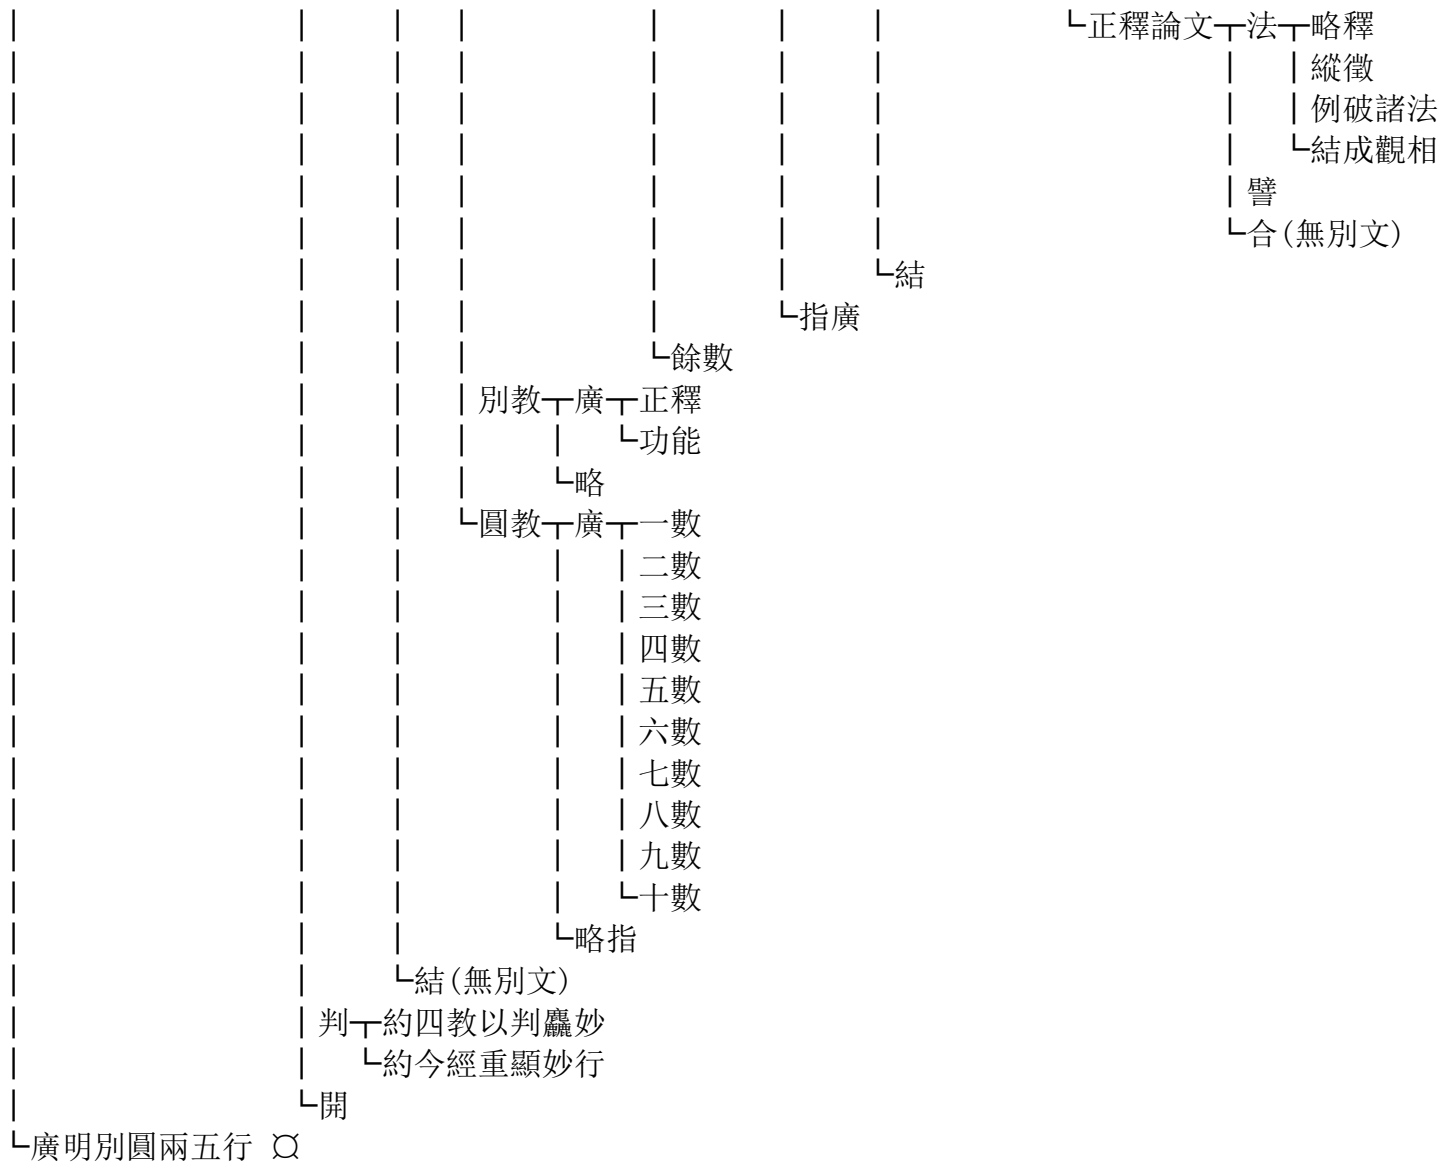 正釋論文 法 略釋
縱徵
例破諸法
結成觀相
譬
合(無別文)
結
指廣
餘數
別教 廣 正釋
功能
略
圓教 廣 一數
二數
三數
四數
五數
六數
七數
八數
九數
十數
略指
結(無別文)
判 約四教以判麤妙
約今經重顯妙行
開
廣明別圓兩五行 ¤